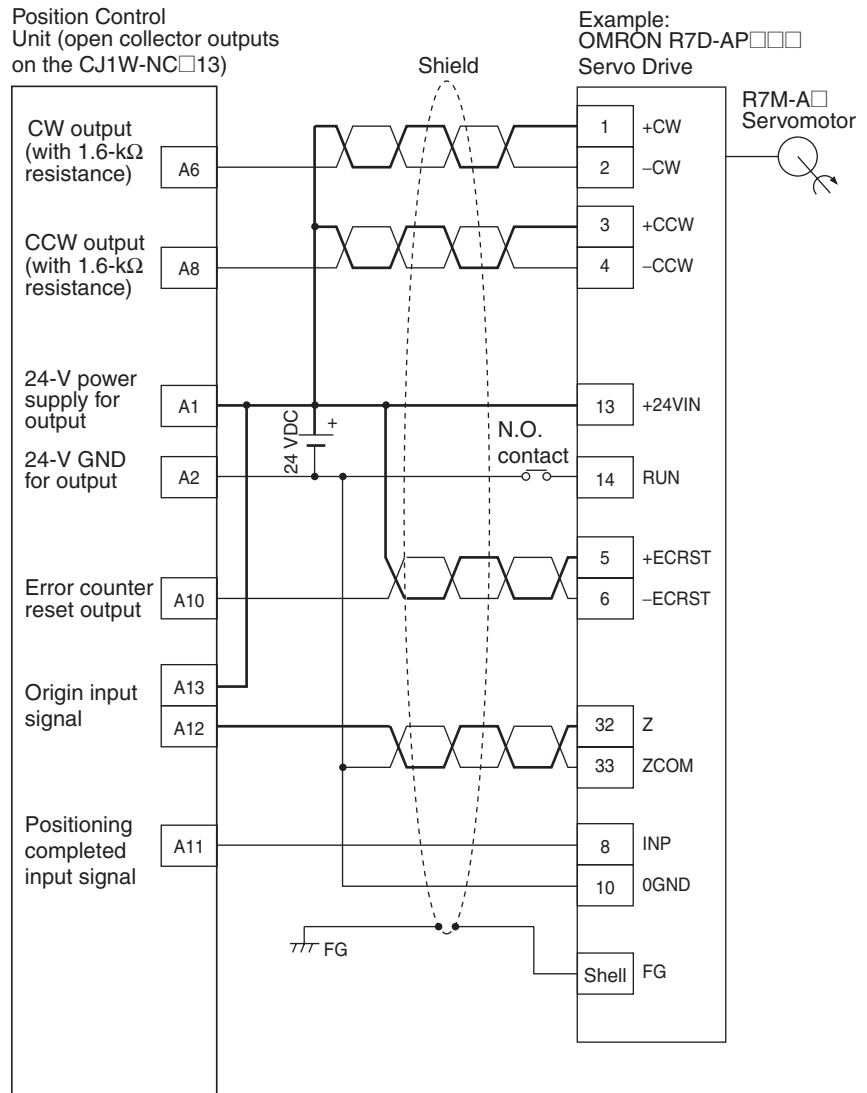 Position Control
Unit (open collector outputs
on the CJ1W-NC□13)
Example:
OMRON R7D-AP□□□
Servo Drive
Shield
R7M-A□
Servomotor
CW output
(with 1.6-kΩ
resistance)
A6
1 +CW
2 −CW
CCW output
(with 1.6-kΩ
resistance)
A8
3 +CCW
4 −CCW
24-V power
supply for
output
A1
13 +24VIN
24 VDC
+
N.O.
contact
24-V GND
for output
A2
14 RUN
Error counter
reset output
A10
5 +ECRST
6 −ECRST
Origin input
signal
A13
A12
32 Z
33 ZCOM
Positioning
completed
input signal
A11
8 INP
10 0GND
FG
Shell FG